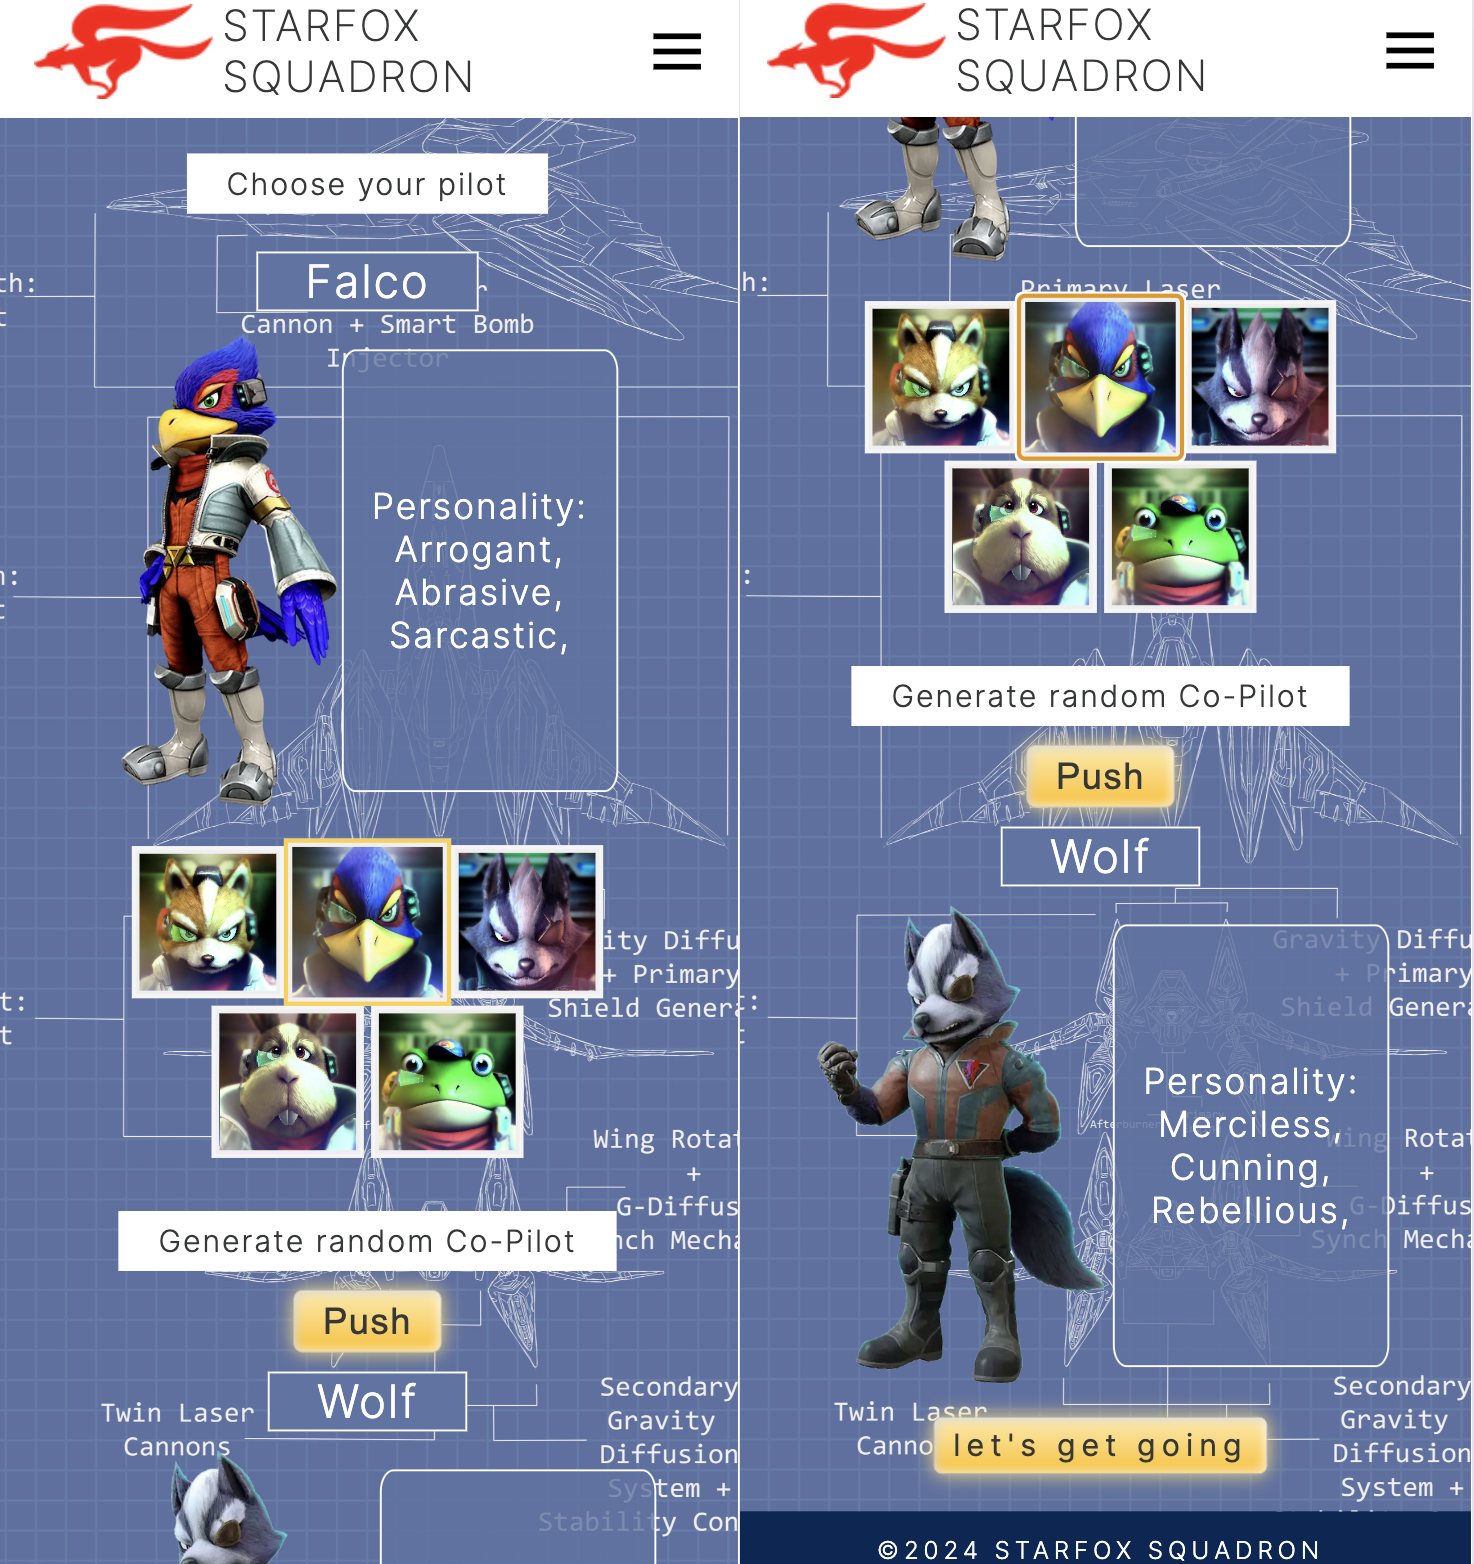 STARFOX
SQUADRON
Choose your pilot
th:
Falco
r
t
Cannon + Smart Bomb
Injector
Personality:
Arrogant,
Abrasive,
Sarcastic,
n:
t
ity Diffu
+ Primary
Shield Genera
t:
t
Wing Rotat
+
G-Diffus
nch Mecha
Generate random Co-Pilot
Push
Wolf
Twin Laser
Cannons
Secondary
Gravity
Diffusion
System +
Stability Con
STARFOX
SQUADRON
h:
Primary Laser
:
Generate random Co-Pilot
Push
Wolf
Gravity Diffu
+ Primary
Shield Genera
:
t
Personality:
Merciless,
Cunning,
Rebellious,
Afterburner
Wing Rotat
+
G-Diffus
Synch Mecha
Twin Laser
Canno
let's get going
Secondary
Gravity
Diffusion
System +
©2024 STARFOX SQUADRON